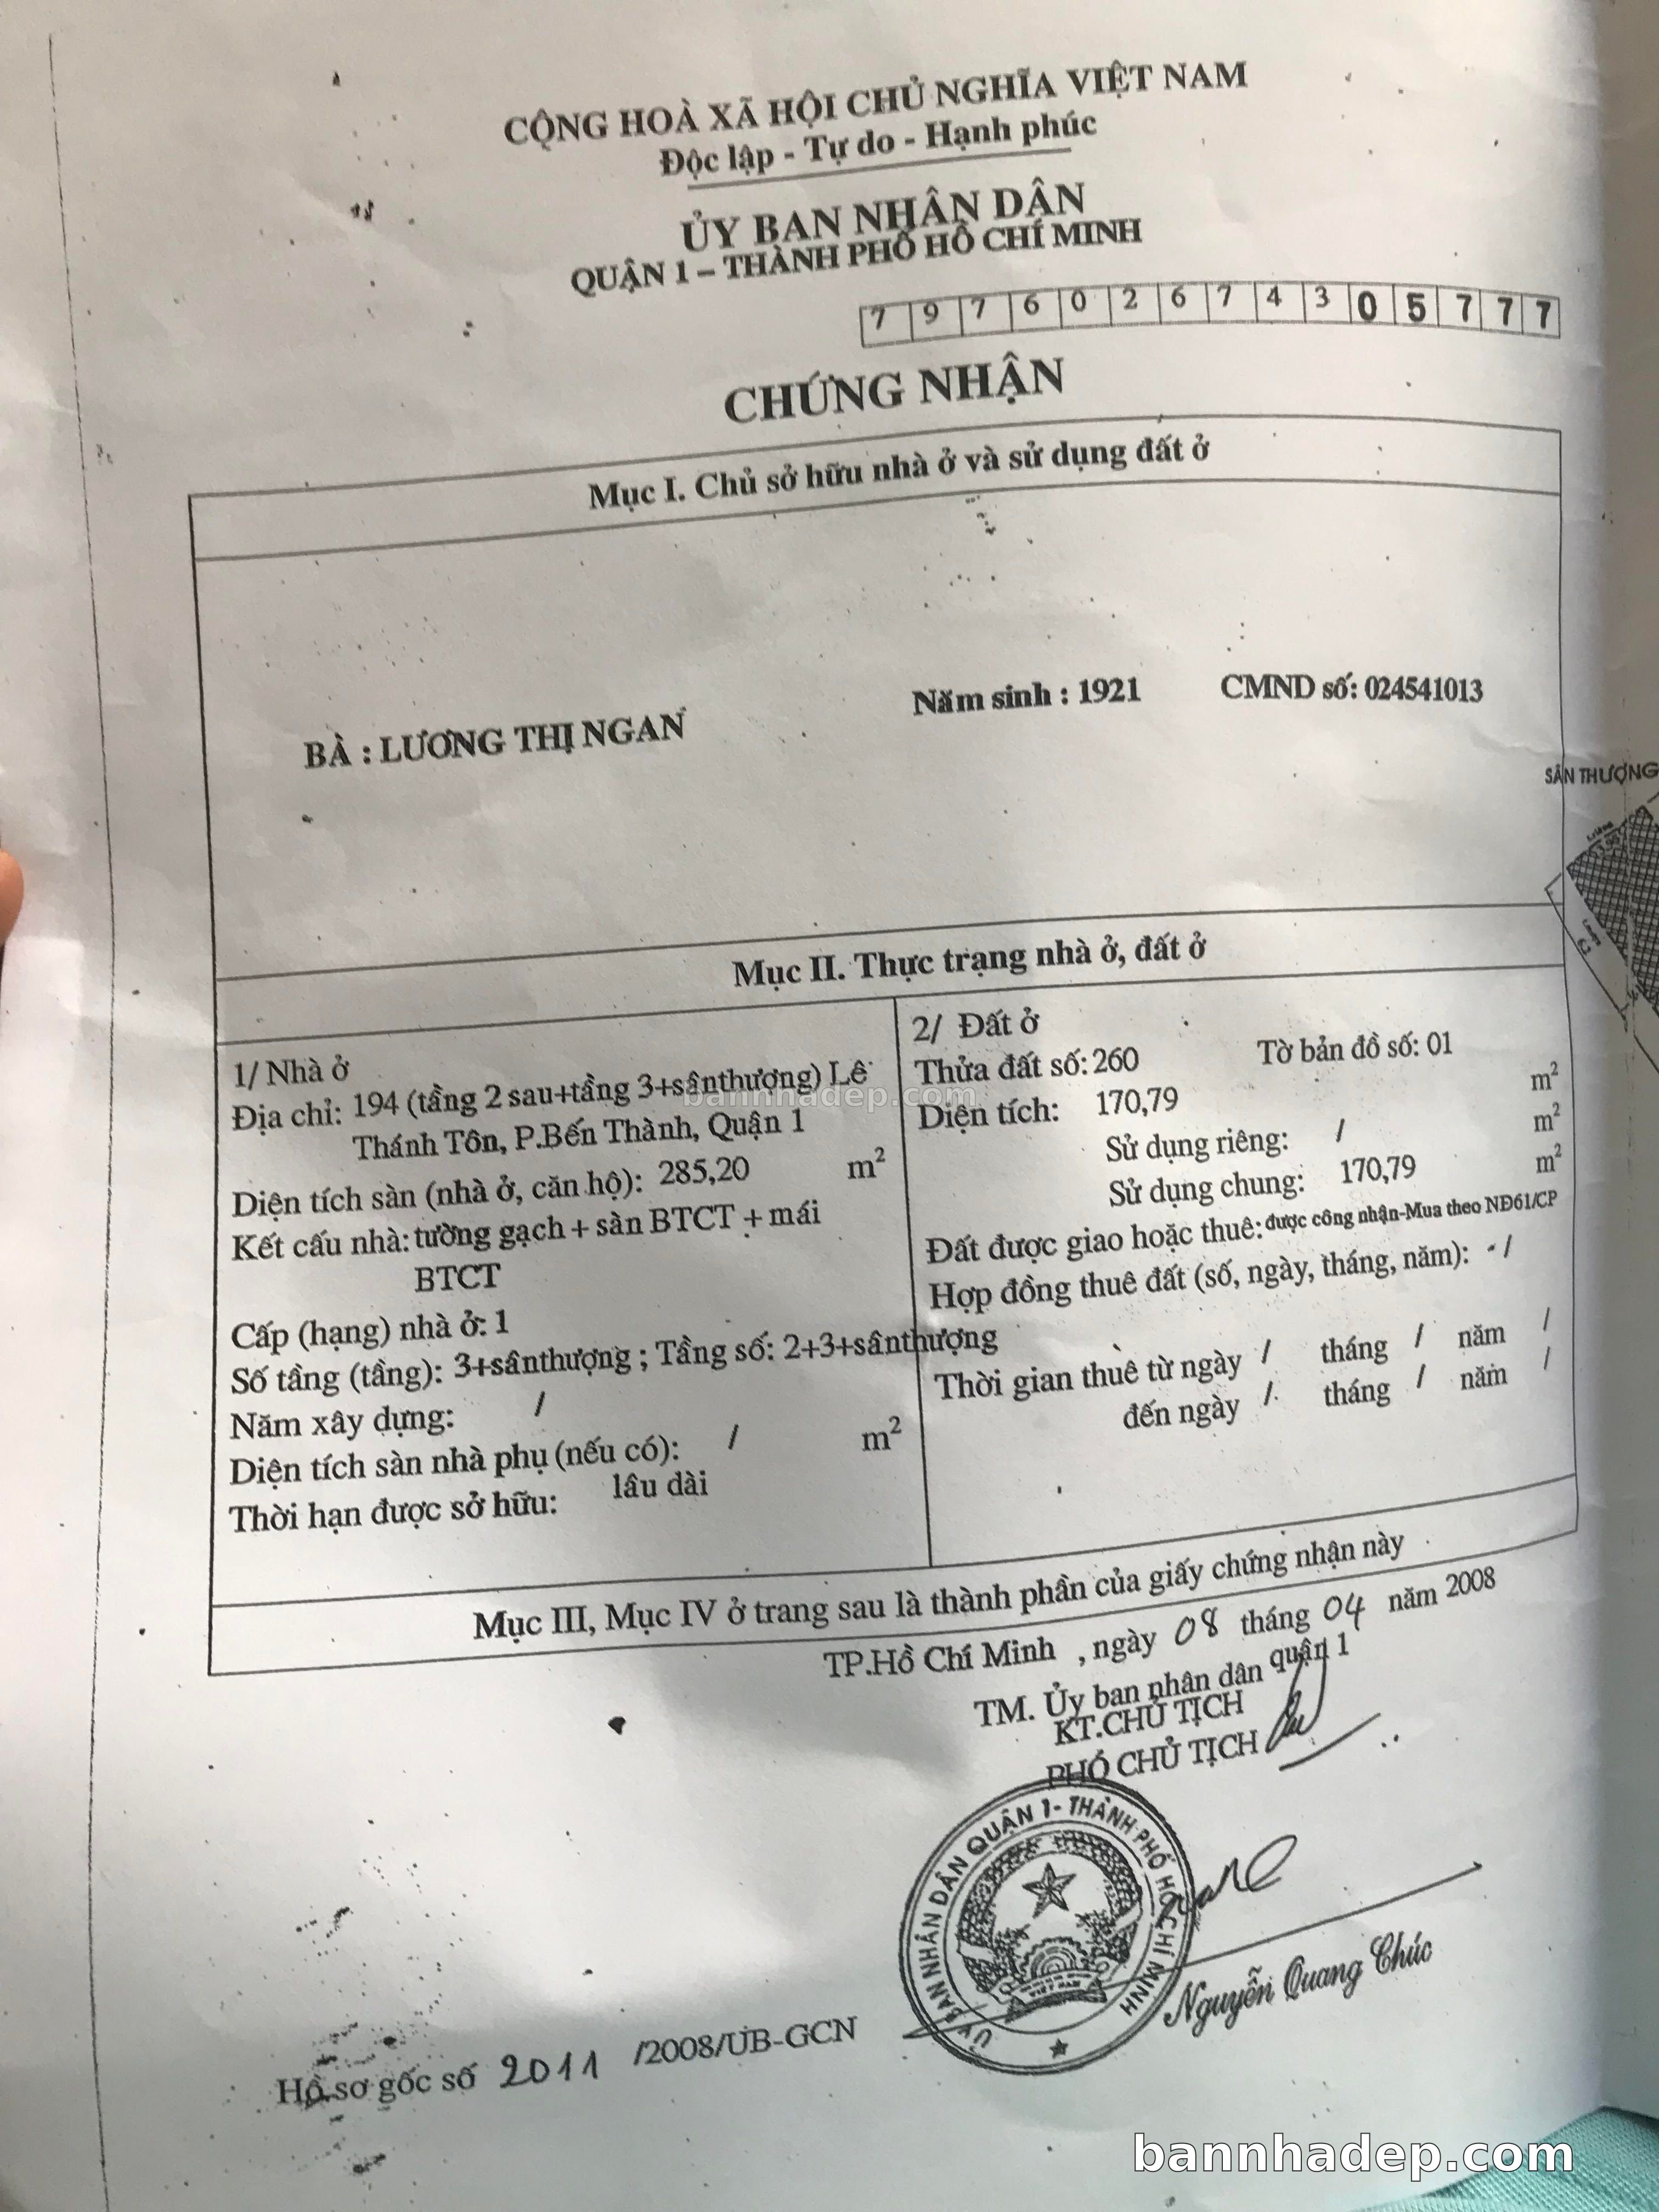 CỘNG HOÀ XÃ HỘI CHỦ NGHĨA VIỆT NAM
Độc lập - Tự do - Hạnh phúc
ỦY BAN NHÂN DÂN
QUẬN 1 – THÀNH PHỐ HỒ CHÍ MINH
7 9 7 6 0 2 6 7 4 3 0 5 7 7 7
CHỨNG NHẬN
Mục I. Chủ sở hữu nhà ở và sử dụng đất ở
BÀ : LƯƠNG THỊ NGAN Năm sinh : 1921 CMND số: 024541013
SÂN THƯỢNG
Mục II. Thực trạng nhà ở, đất ở
1/ Nhà ở
Địa chỉ: 194 (tầng 2 sau+tầng 3+sânthượng) Lê
Thánh Tôn, P.Bến Thành, Quận 1
Diện tích sàn (nhà ở, căn hộ): 285,20 m²
Kết cấu nhà: tường gạch + sàn BTCT + mái
BTCT
Cấp (hạng) nhà ở: 1
Số tầng (tầng): 3+sânthượng ; Tầng số: 2+3+sânthượng
Năm xây dựng: /
Diện tích sàn nhà phụ (nếu có): / m²
Thời hạn được sở hữu: lâu dài
2/ Đất ở
Thửa đất số: 260 Tờ bản đồ số: 01
Diện tích: 170,79 m²
Sử dụng riêng: / m²
Sử dụng chung: 170,79 m²
Đất được giao hoặc thuê: được công nhận-Mua theo NĐ61/CP
Hợp đồng thuê đất (số, ngày, tháng, năm): - /
Thời gian thuê từ ngày / tháng / năm /
đến ngày / tháng / năm /
bannhadep.com
Mục III, Mục IV ở trang sau là thành phần của giấy chứng nhận này
TP.Hồ Chí Minh , ngày 08 tháng 04 năm 2008
TM. Ủy ban nhân dân quận 1
KT.CHỦ TỊCH
PHÓ CHỦ TỊCH
ỦY BAN NHÂN DÂN QUẬN 1 - THÀNH PHỐ HỒ CHÍ MINH
VIỆT NAM
Nguyễn Quang Chúc
Hồ sơ gốc số 2011 /2008/UB-GCN
bannhadep.com